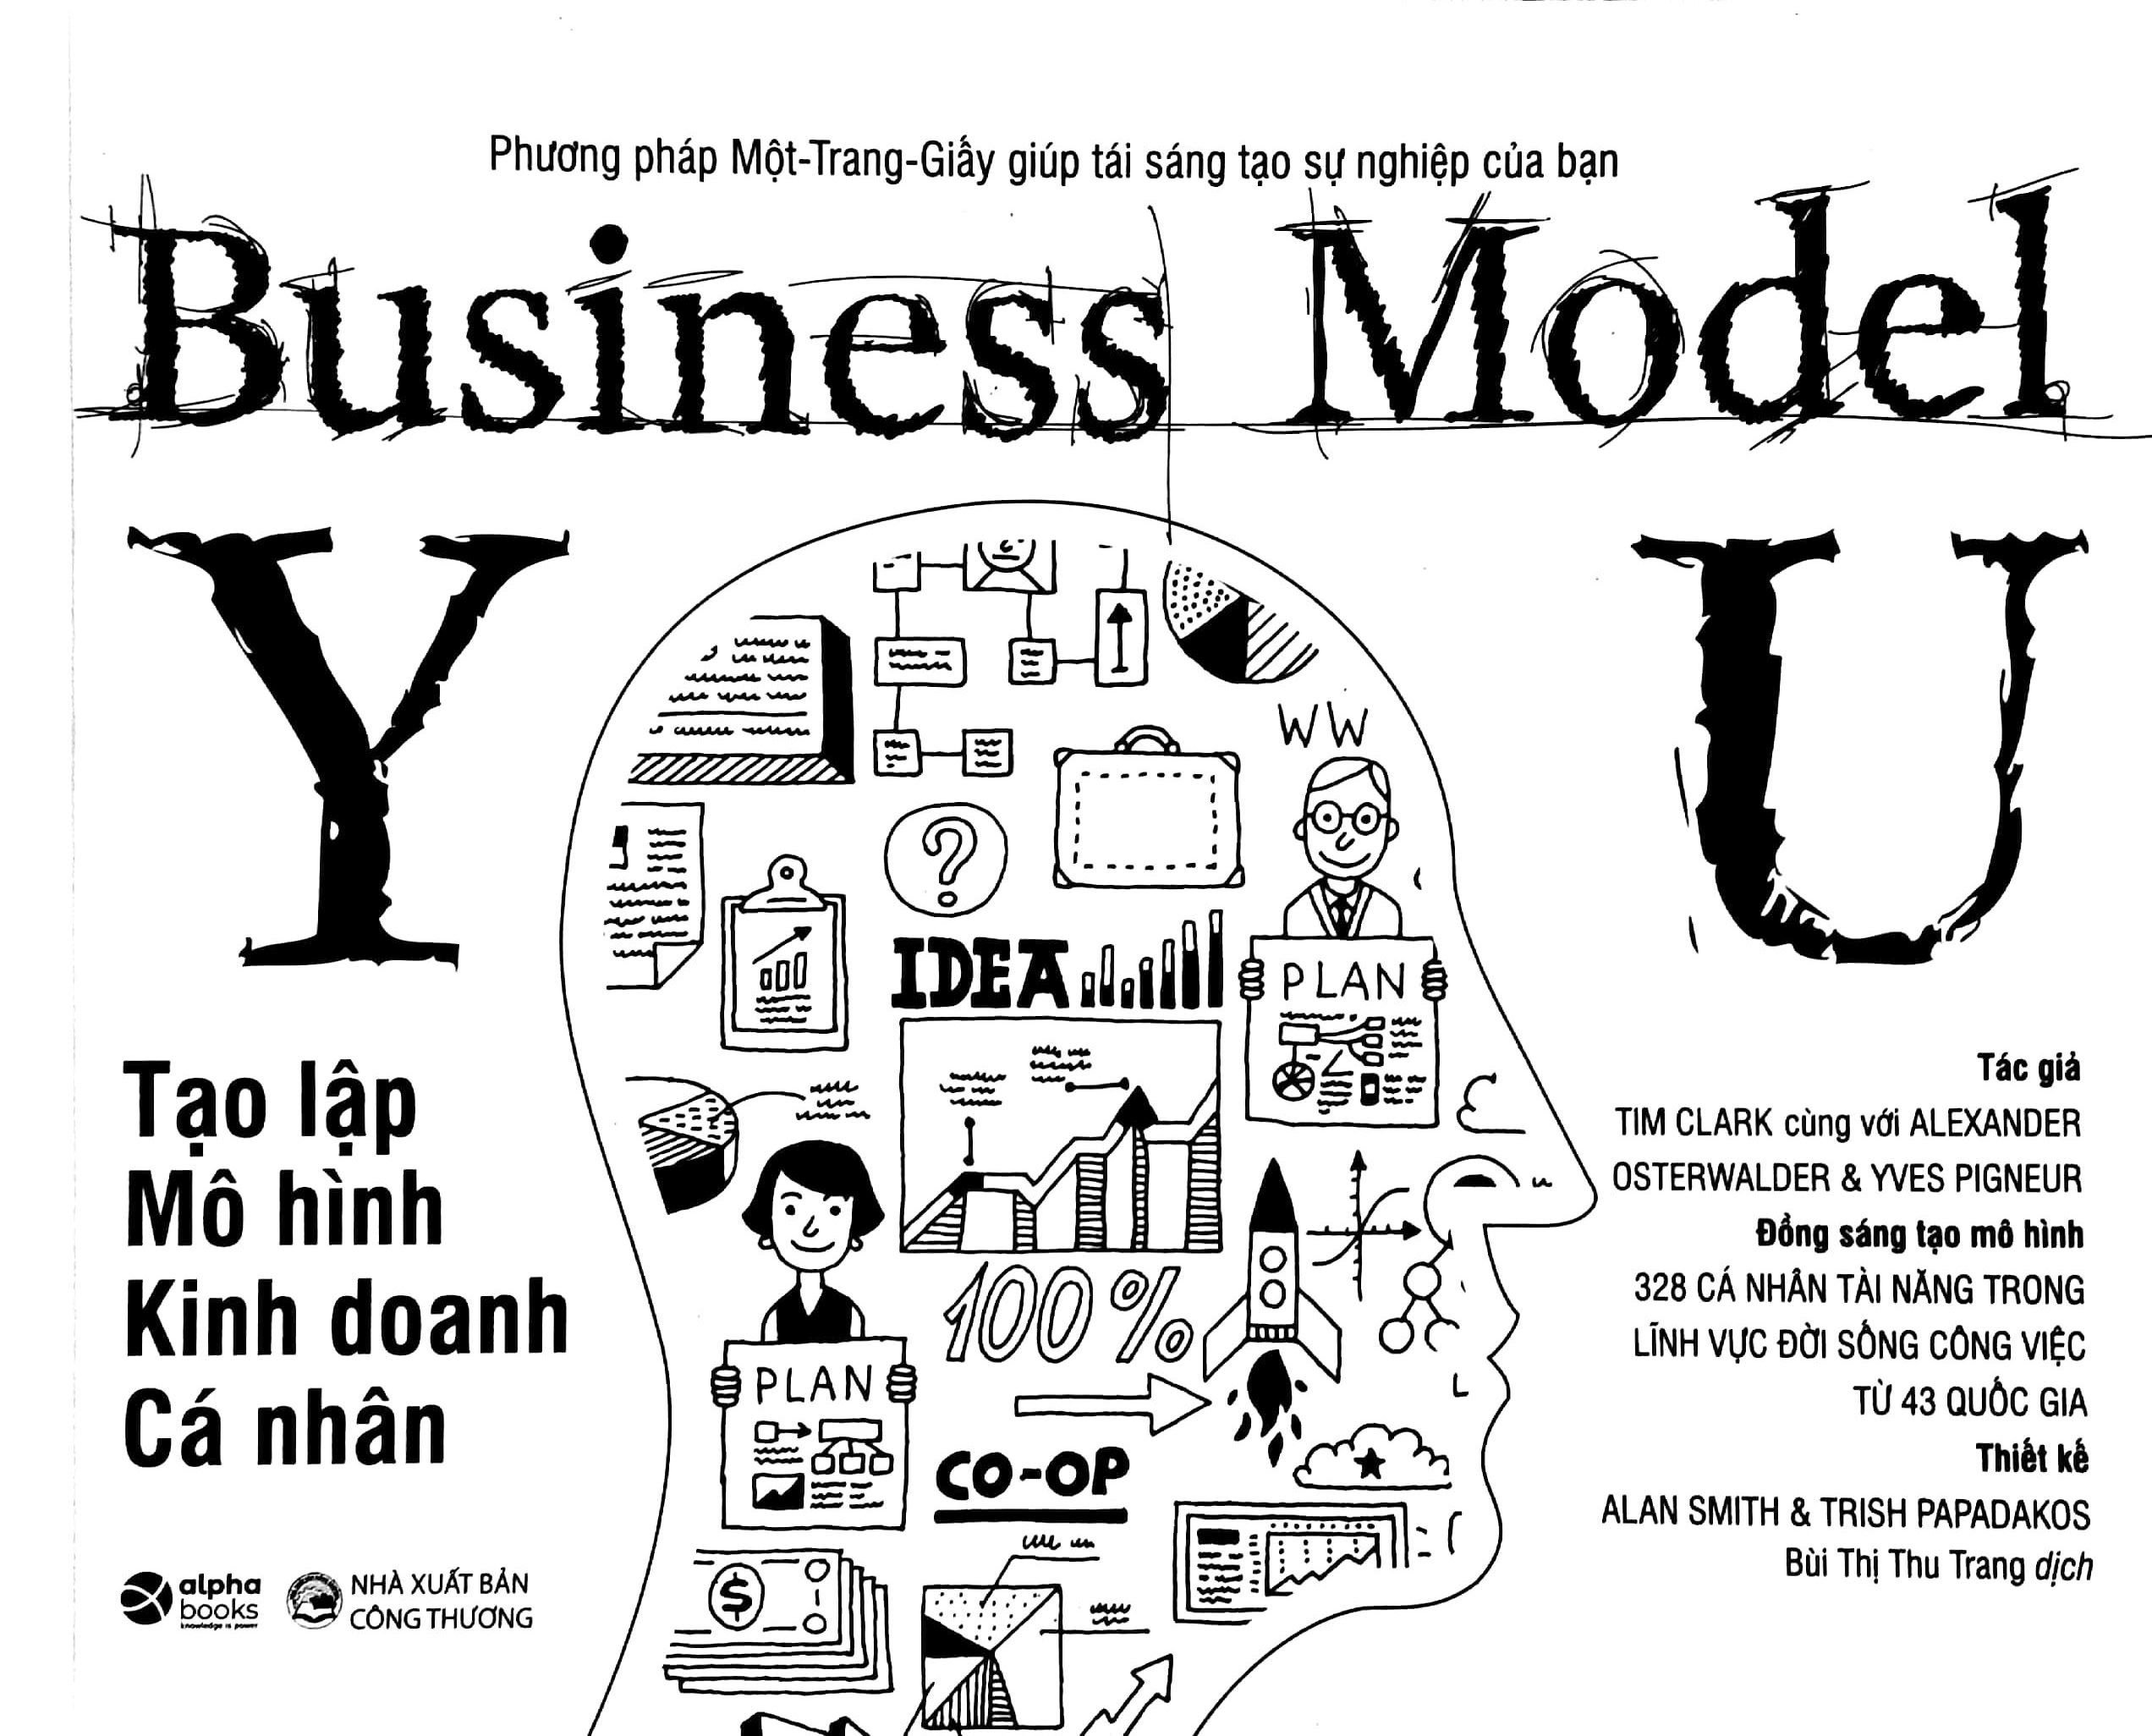 Phương pháp Một-Trang-Giấy giúp tái sáng tạo sự nghiệp của bạn
Business Model
Y U
WW
?
IDEA
PLAN
100%
PLAN
CO-OP
$
Tạo lập
Mô hình
Kinh doanh
Cá nhân
alpha
books
knowledge is power
NHÀ XUẤT BẢN
CÔNG THƯƠNG
Tác giả
TIM CLARK cùng với ALEXANDER
OSTERWALDER & YVES PIGNEUR
Đồng sáng tạo mô hình
328 CÁ NHÂN TÀI NĂNG TRONG
LĨNH VỰC ĐỜI SỐNG CÔNG VIỆC
TỪ 43 QUỐC GIA
Thiết kế
ALAN SMITH & TRISH PAPADAKOS
Bùi Thị Thu Trang dịch